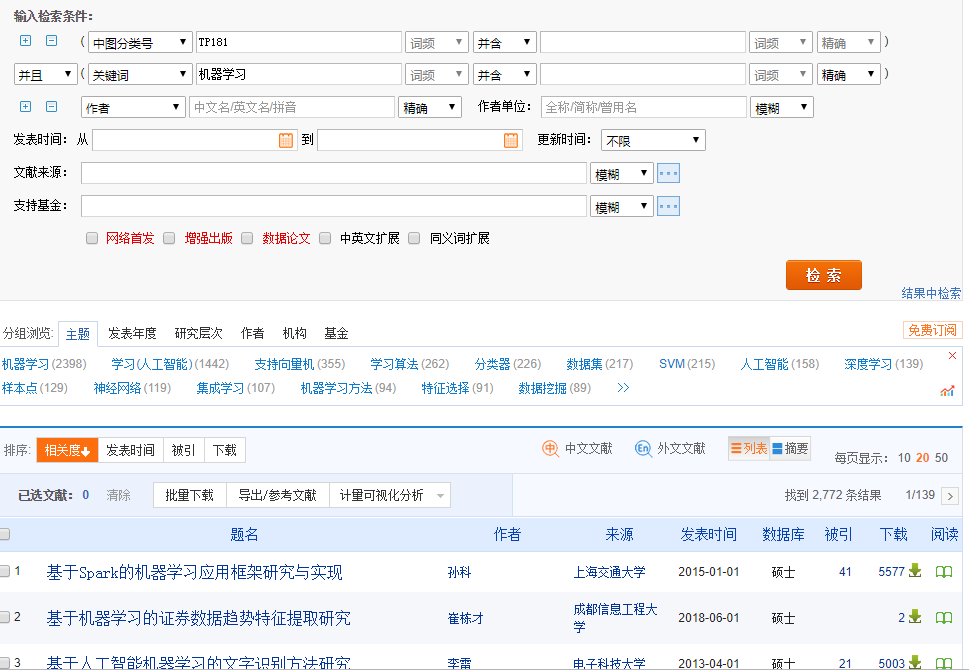 输入检索条件:
( 中图分类号 TP181 词频 并含 词频 精确 )
并且 ( 关键词 机器学习 词频 并含 词频 精确 )
作者 中文名/英文名/拼音 精确 作者单位: 全称/简称/曾用名 模糊
发表时间: 从 到 更新时间: 不限
文献来源: 模糊
支持基金: 模糊
网络首发 增强出版 数据论文 中英文扩展 同义词扩展
检 索
结果中检索
分组浏览: 主题 发表年度 研究层次 作者 机构 基金 免费订阅
机器学习(2398) 学习(人工智能)(1442) 支持向量机(355) 学习算法(262) 分类器(226) 数据集(217) SVM(215) 人工智能(158) 深度学习(139)
样本点(129) 神经网络(119) 集成学习(107) 机器学习方法(94) 特征选择(91) 数据挖掘(89) >>
排序: 相关度 发表时间 被引 下载 中 中文文献 En 外文文献 列表 摘要 每页显示: 10 20 50
已选文献: 0 清除 批量下载 导出/参考文献 计量可视化分析 找到 2,772 条结果 1/139
题名 作者 来源 发表时间 数据库 被引 下载 阅读
1 基于Spark的机器学习应用框架研究与实现 孙科 上海交通大学 2015-01-01 硕士 41 5577
2 基于机器学习的证券数据趋势特征提取研究 崔栋才 成都信息工程大学 2018-06-01 硕士 2
3 基于人工智能机器学习的文字识别方法研究 李雷 电子科技大学 2013-04-01 硕士 21 5003